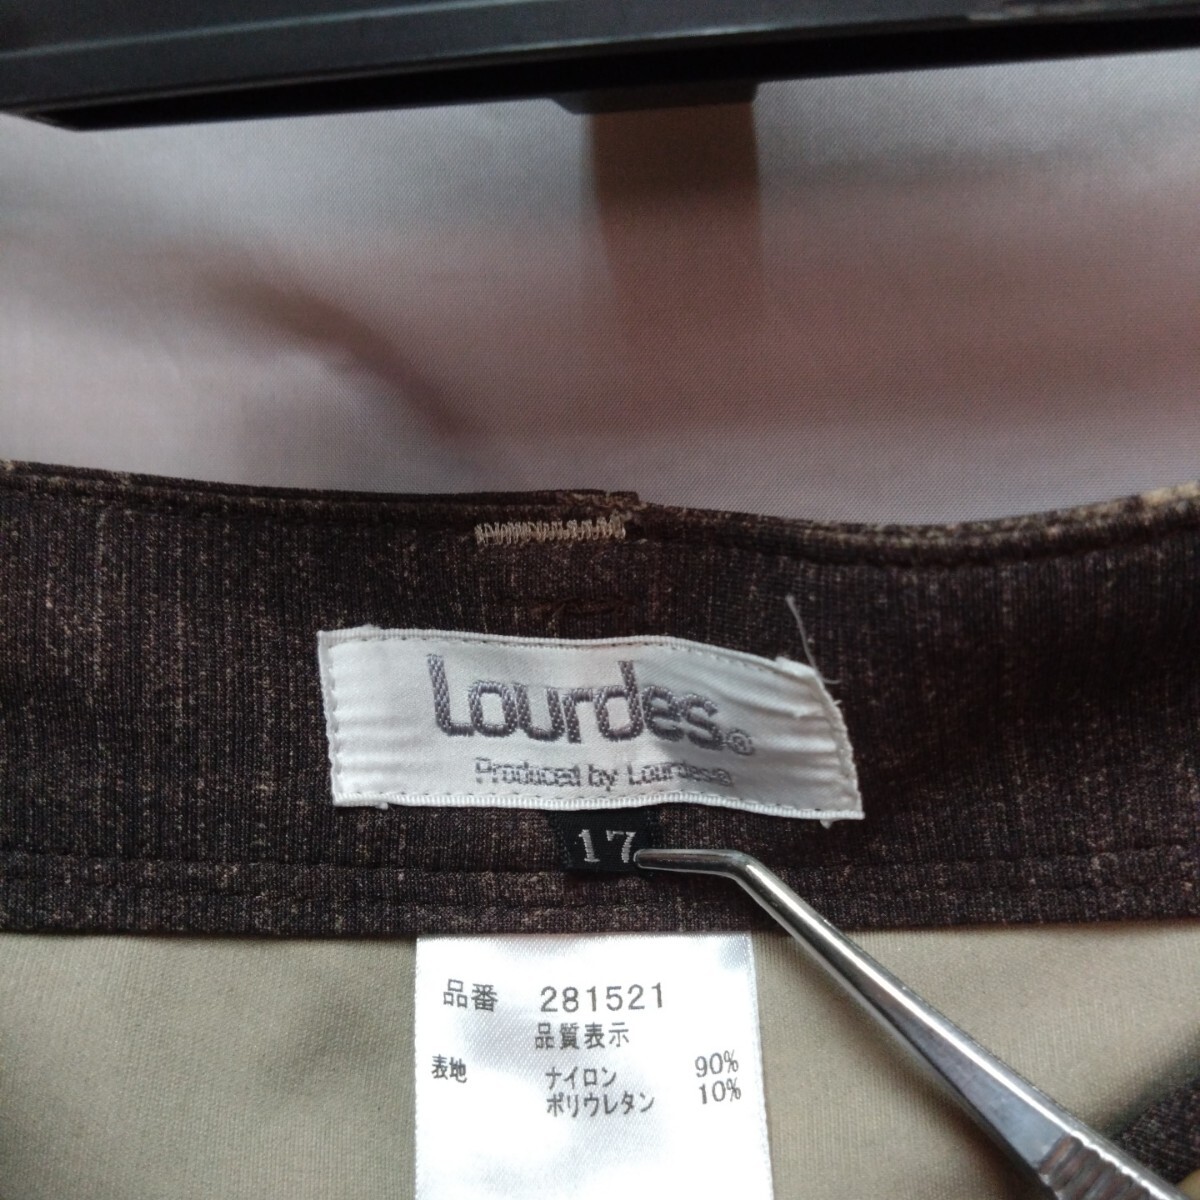 Lourdes®
Produced by Lourdes
17
品番 281521
品質表示
表地 ナイロン 90%
ポリウレタン 10%